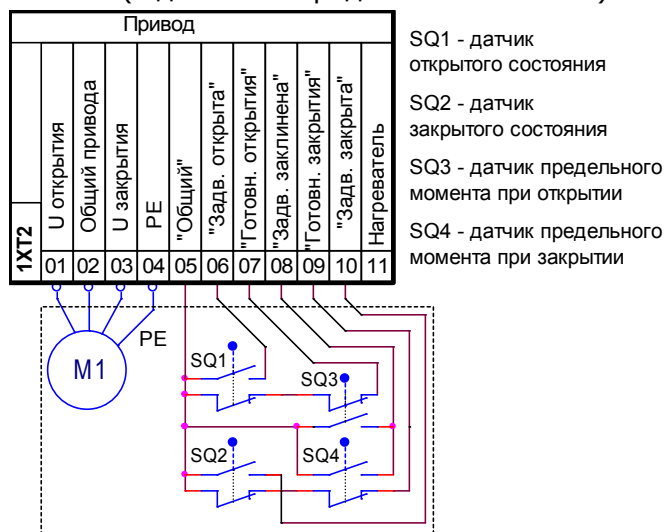 Привод
1XT2
U открытия
Общий привода
U закрытия
PE
"Общий"
"Задв. открыта"
"Готовн. открытия"
"Задв. заклинена"
"Готовн. закрытия"
"Задв. закрыта"
Нагреватель
01 02 03 04 05 06 07 08 09 10 11
SQ1 - датчик
открытого состояния
SQ2 - датчик
закрытого состояния
SQ3 - датчик предельного
момента при открытии
SQ4 - датчик предельного
момента при закрытии
PE
M1
SQ1
SQ3
SQ2
SQ4